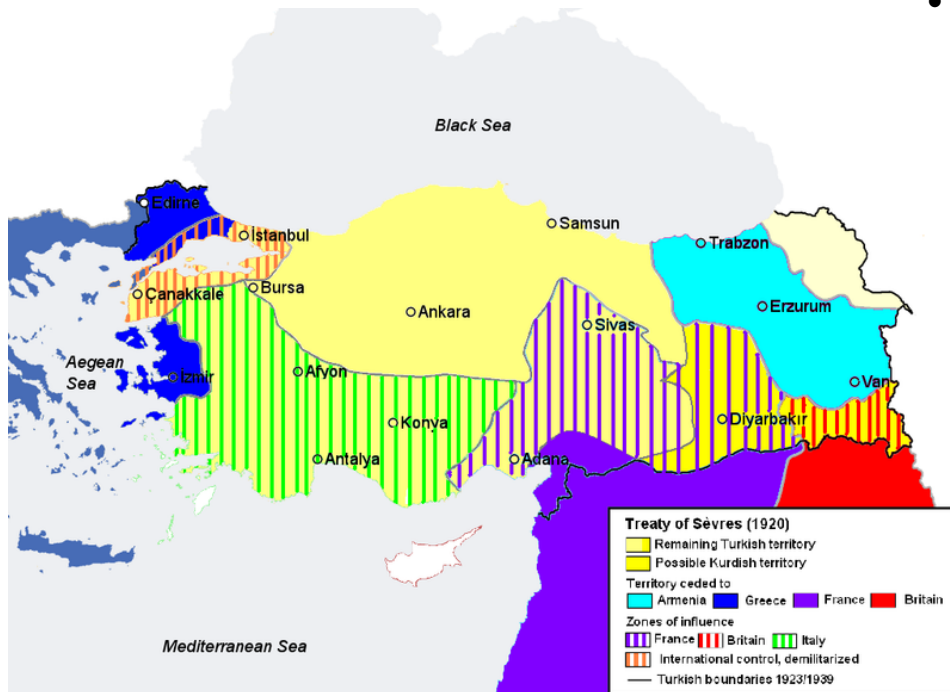 Black Sea
Edirne
İstanbul
Samsun
Trabzon
Çanakkale
Bursa
Erzurum
Ankara
Sivas
Aegean
Sea
İzmir
Afyon
Van
Konya
Diyarbakır
Antalya
Adana
Mediterranean Sea
Treaty of Sèvres (1920)
Remaining Turkish territory
Possible Kurdish territory
Territory ceded to
Armenia Greece France Britain
Zones of influence
France Britain Italy
International control, demilitarized
Turkish boundaries 1923/1939